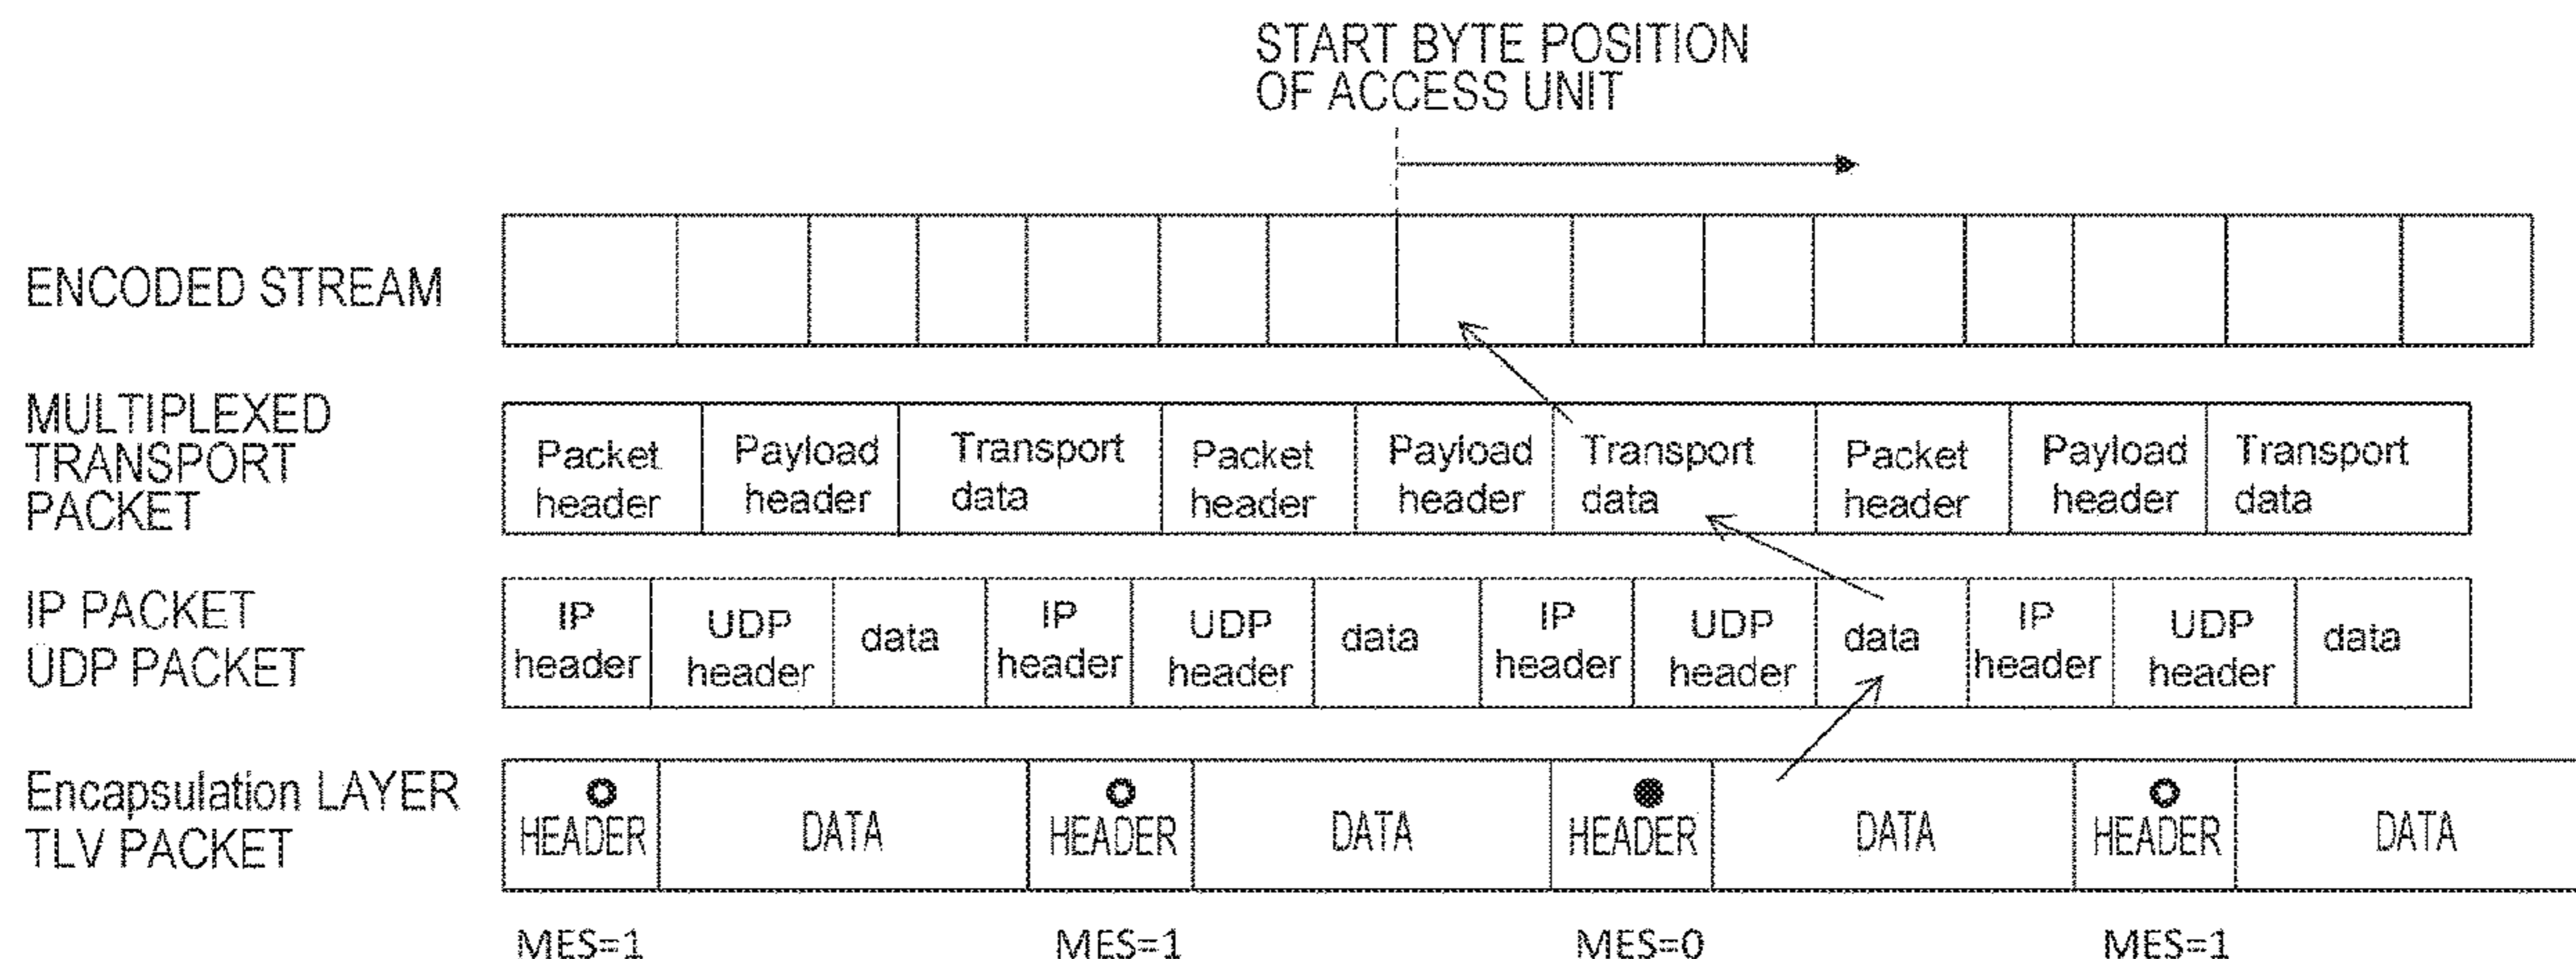 START BYTE POSITION
OF ACCESS UNIT
ENCODED STREAM
MULTIPLEXED
TRANSPORT
PACKET
Packet
header
Payload
header
Transport
data
Packet
header
Payload
header
Transport
data
Packet
header
Payload
header
Transport
data
IP PACKET
UDP PACKET
IP
header
UDP
header
data
IP
header
UDP
header
data
IP
header
UDP
header
data
IP
header
UDP
header
data
Encapsulation LAYER
TLV PACKET
HEADER
DATA
HEADER
DATA
HEADER
DATA
HEADER
DATA
MES=1
MES=1
MES=0
MES=1